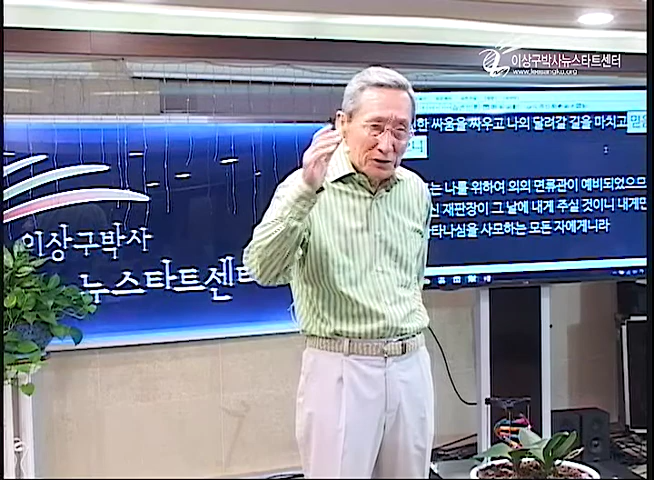 이상구박사뉴스타트센터
www.leesangku.org
한 싸움을 싸우고 나의 달려갈 길을 마치고 믿음
나를 위하여 의의 면류관이 예비되었으므
신 재판장이 그 날에 내게 주실 것이니 내게만
나타나심을 사모하는 모든 자에게니라
이상구박사
뉴스타트센터